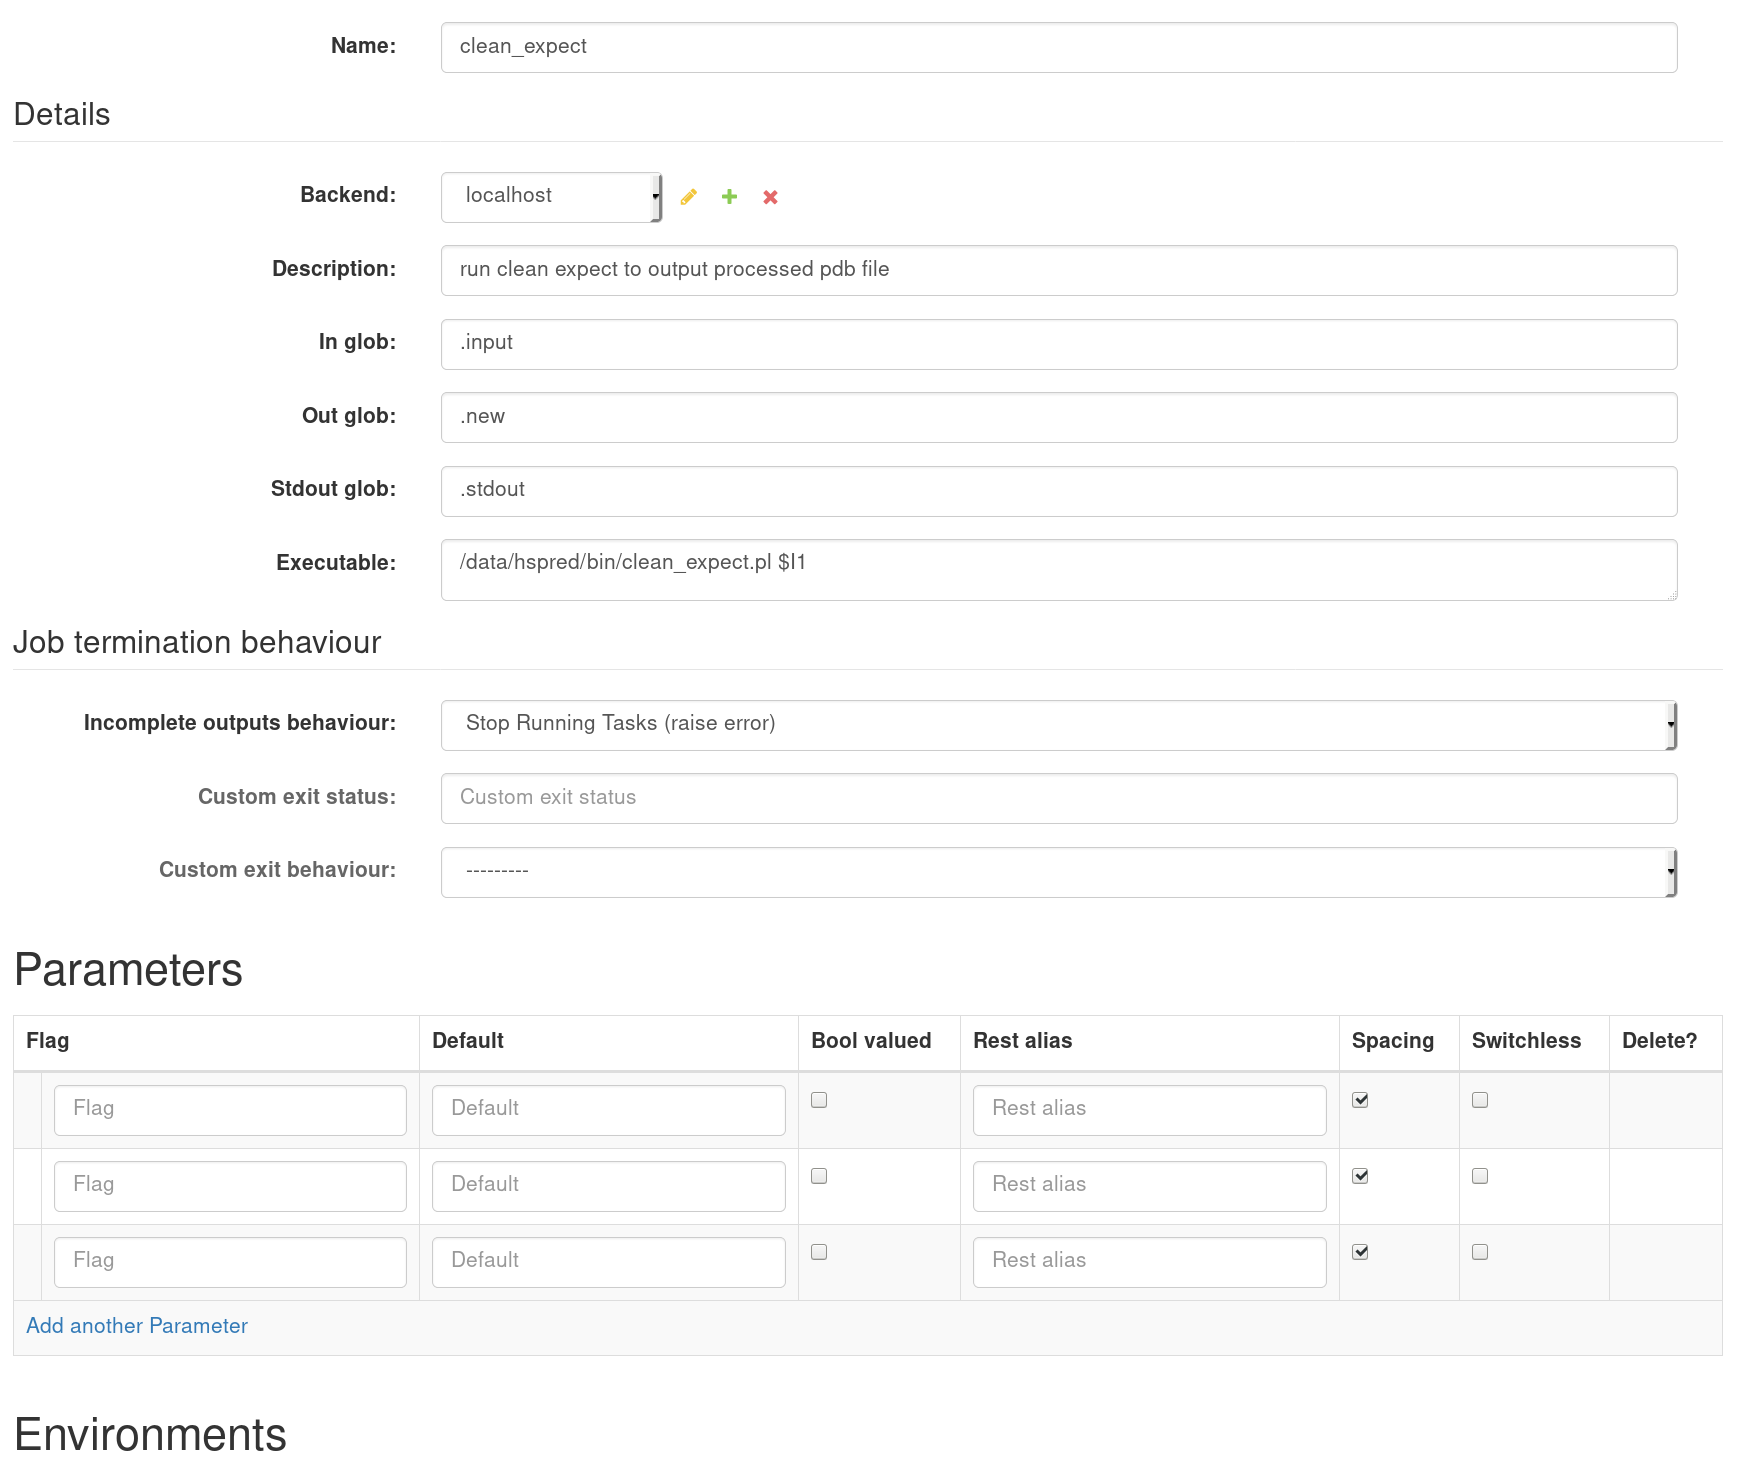 Name: clean_expect
Details
Backend: localhost
Description: run clean expect to output processed pdb file
In glob: .input
Out glob: .new
Stdout glob: .stdout
Executable: /data/hspred/bin/clean_expect.pl $I1
Job termination behaviour
Incomplete outputs behaviour: Stop Running Tasks (raise error)
Custom exit status: Custom exit status
Custom exit behaviour: ---------
Parameters
Flag Default Bool valued Rest alias Spacing Switchless Delete?
Flag Default Rest alias
Flag Default Rest alias
Flag Default Rest alias
Add another Parameter
Environments